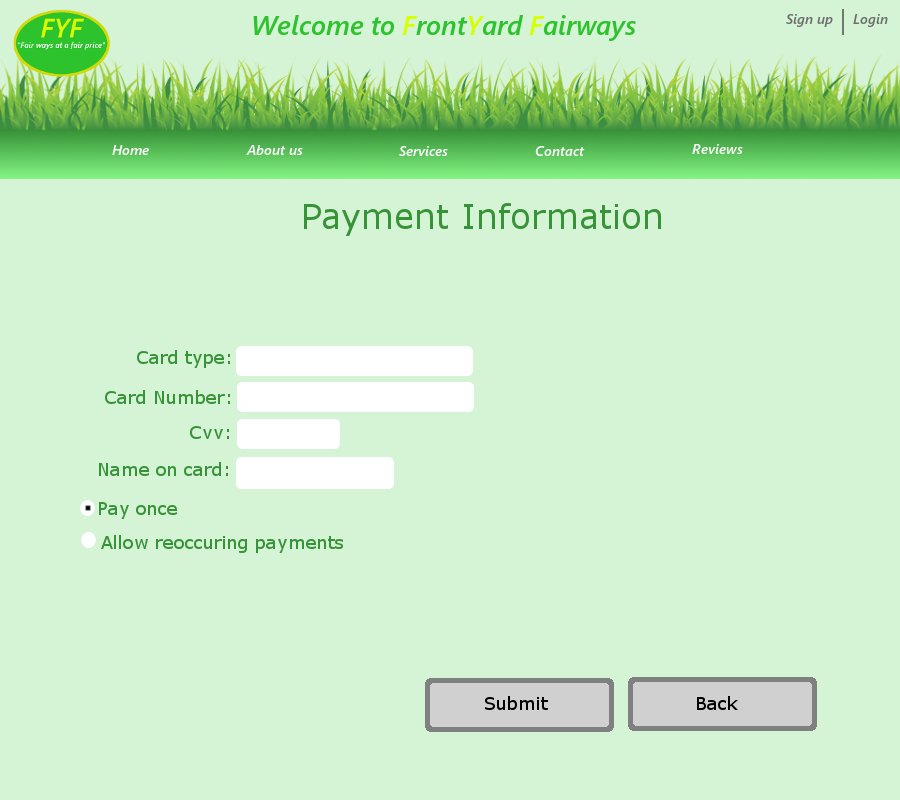 FYF
"Fair ways at a fair price"
Welcome to FrontYard Fairways
Sign up
Login
Home
About us
Services
Contact
Reviews
Payment Information
Card type:
Card Number:
Cvv:
Name on card:
Pay once
Allow reoccuring payments
Submit
Back